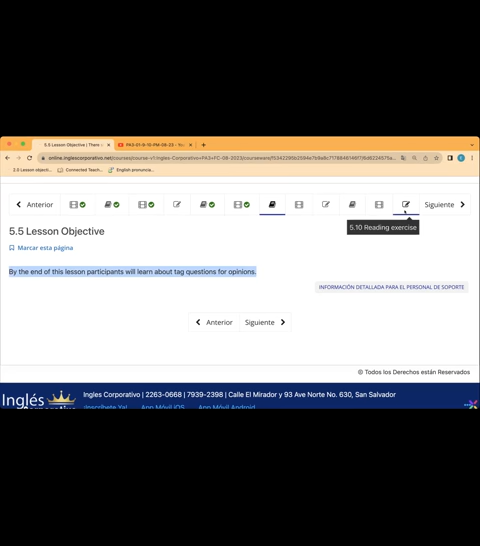 5.5 Lesson Objective | There
PA3-01-9-10-PM-08-23 - You
online.inglescorporativo.net/courses/course-v1:Ingles-Corporativo+PA3+FC-08-2023/courseware/
2.0 Lesson objecti... Connected Teach... English pronuncia...
Anterior Siguiente
5.10 Reading exercise
5.5 Lesson Objective
Marcar esta página
By the end of this lesson participants will learn about tag questions for opinions.
INFORMACIÓN DETALLADA PARA EL PERSONAL DE SOPORTE
Anterior Siguiente
© Todos los Derechos están Reservados
Inglés Ingles Corporativo | 2263-0668 | 7939-2398 | Calle El Mirador y 93 Ave Norte No. 630, San Salvador
¡Inscríbete Ya! App Móvil iOS App Móvil Android